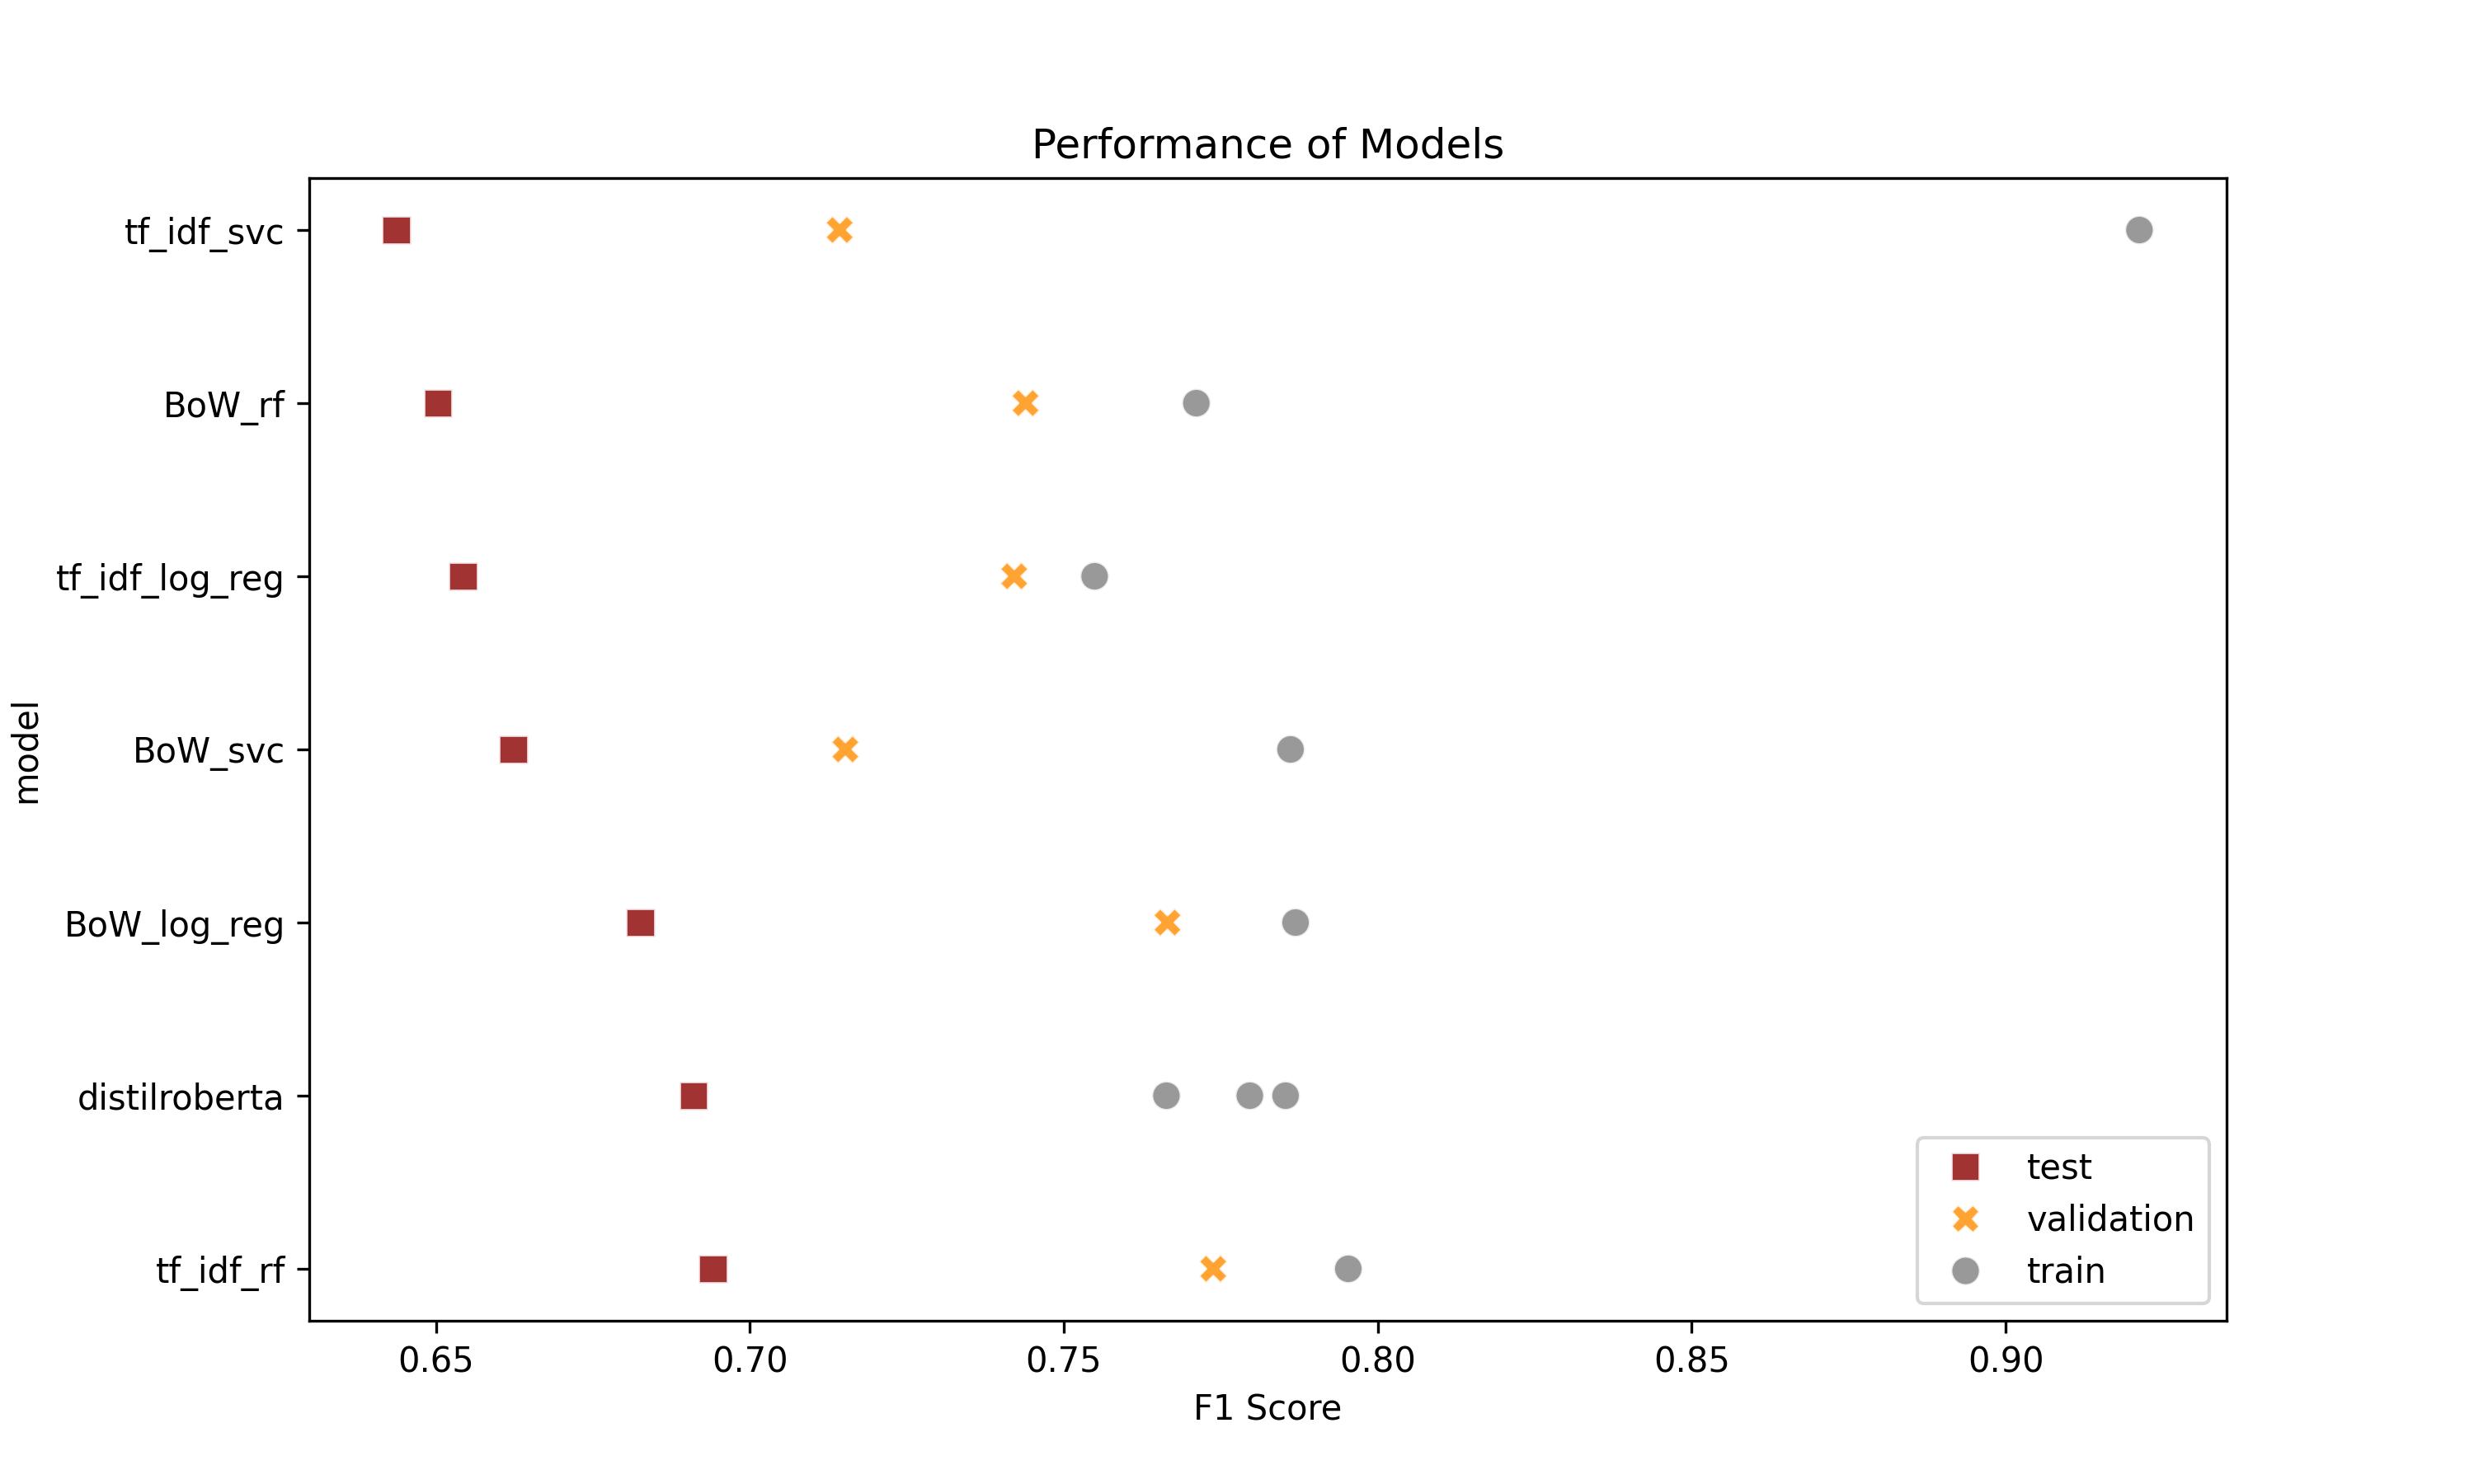 Performance of Models
model
tf_idf_svc
BoW_rf
tf_idf_log_reg
BoW_svc
BoW_log_reg
distilroberta
tf_idf_rf
test
validation
train
0.65 0.70 0.75 0.80 0.85 0.90
F1 Score